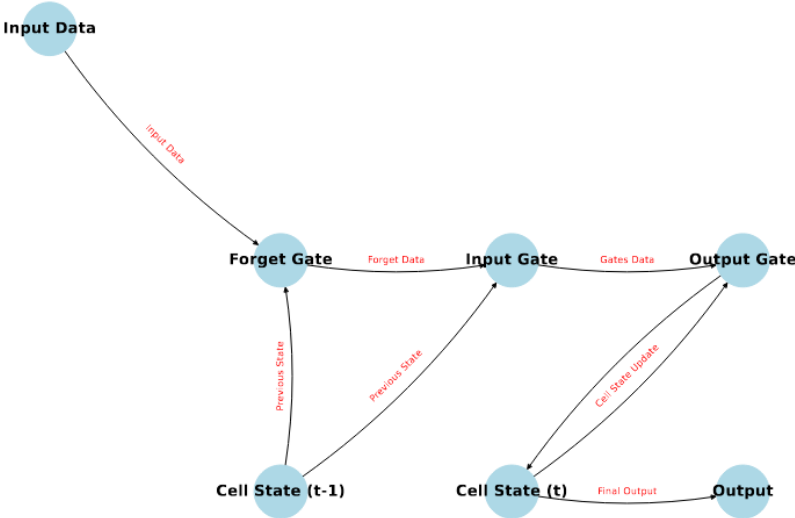 Input Data
Input Data
Forget Gate
Forget Data
Input Gate
Gates Data
Output Gate
Previous State
Previous State
Cell State Update
Cell State (t-1)
Cell State (t)
Final Output
Output